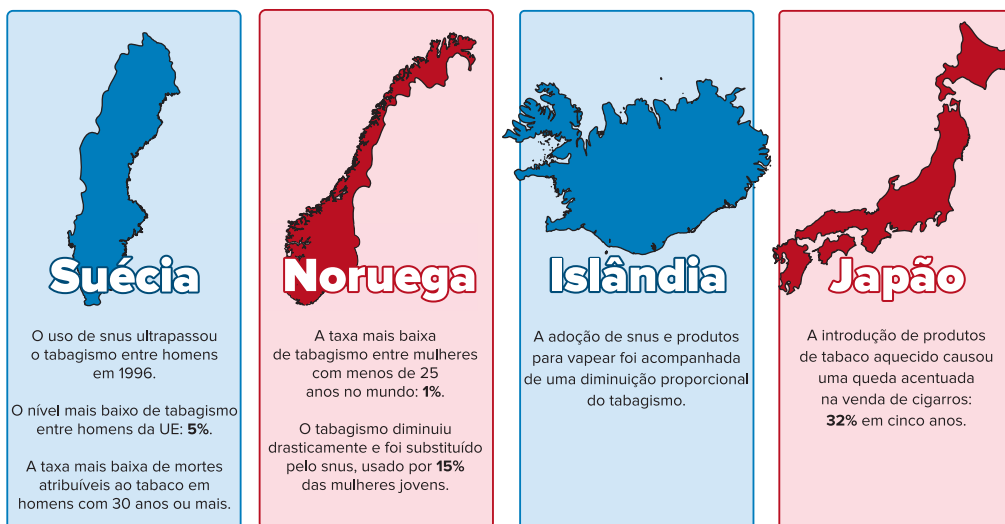 Suécia
O uso de snus ultrapassou
o tabagismo entre homens
em 1996.
O nível mais baixo de tabagismo
entre homens da UE: 5%.
A taxa mais baixa de mortes
atribuíveis ao tabaco em
homens com 30 anos ou mais.
Noruega
A taxa mais baixa
de tabagismo entre mulheres
com menos de 25
anos no mundo: 1%.
O tabagismo diminuiu
drasticamente e foi substituído
pelo snus, usado por 15%
das mulheres jovens.
Islândia
A adoção de snus e produtos
para vapear foi acompanhada
de uma diminuição proporcional
do tabagismo.
Japão
A introdução de produtos
de tabaco aquecido causou
uma queda acentuada
na venda de cigarros:
32% em cinco anos.